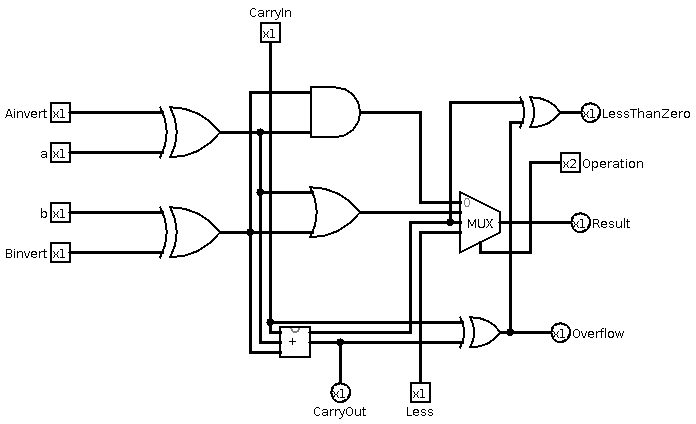 CarryIn
x1
Ainvert x1
x1 LessThanZero
a x1
x2 Operation
0
b x1
MUX
x1 Result
Binvert x1
+
x1 Overflow
x1
x1
CarryOut
Less